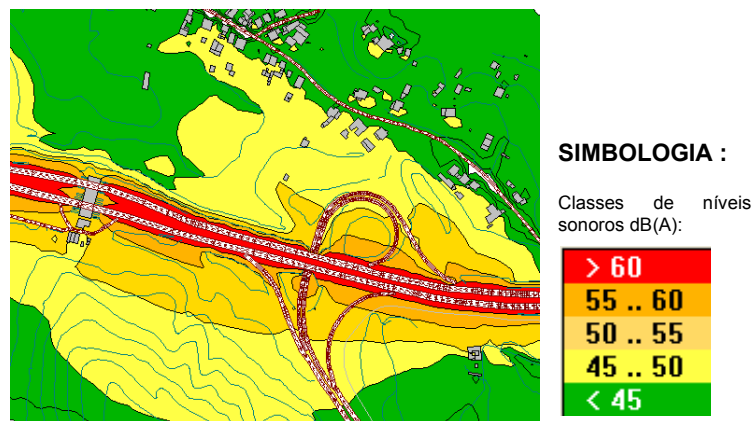 SIMBOLOGIA :
Classes de níveis
sonoros dB(A):
> 60
55 .. 60
50 .. 55
45 .. 50
< 45